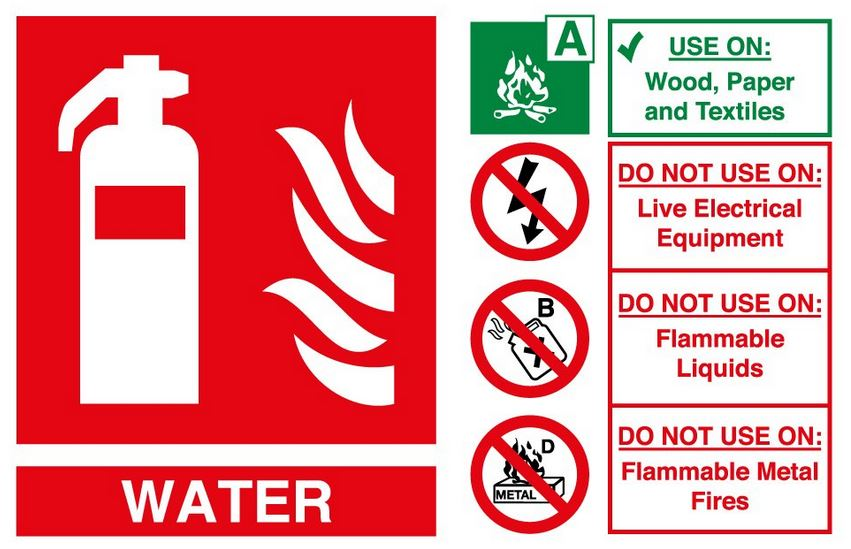 A
USE ON:
Wood, Paper
and Textiles
DO NOT USE ON:
Live Electrical
Equipment
B
DO NOT USE ON:
Flammable
Liquids
D
METAL
DO NOT USE ON:
Flammable Metal
Fires
WATER